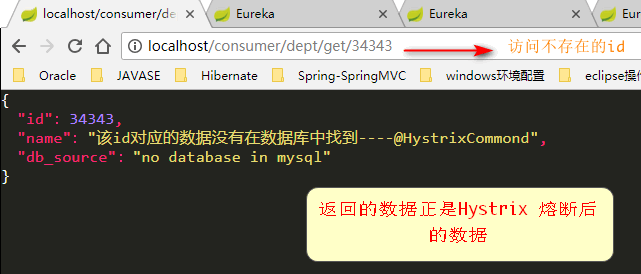 localhost/consumer/de
Eureka
Eureka
Eu
localhost/consumer/dept/get/34343
访问不存在的id
Oracle
JAVASE
Hibernate
Spring-SpringMVC
windows环境配置
eclipse操作
{
"id": 34343,
"name": "该id对应的数据没有在数据库中找到----@HystrixCommond",
"db_source": "no database in mysql"
}
返回的数据正是Hystrix 熔断后
的数据